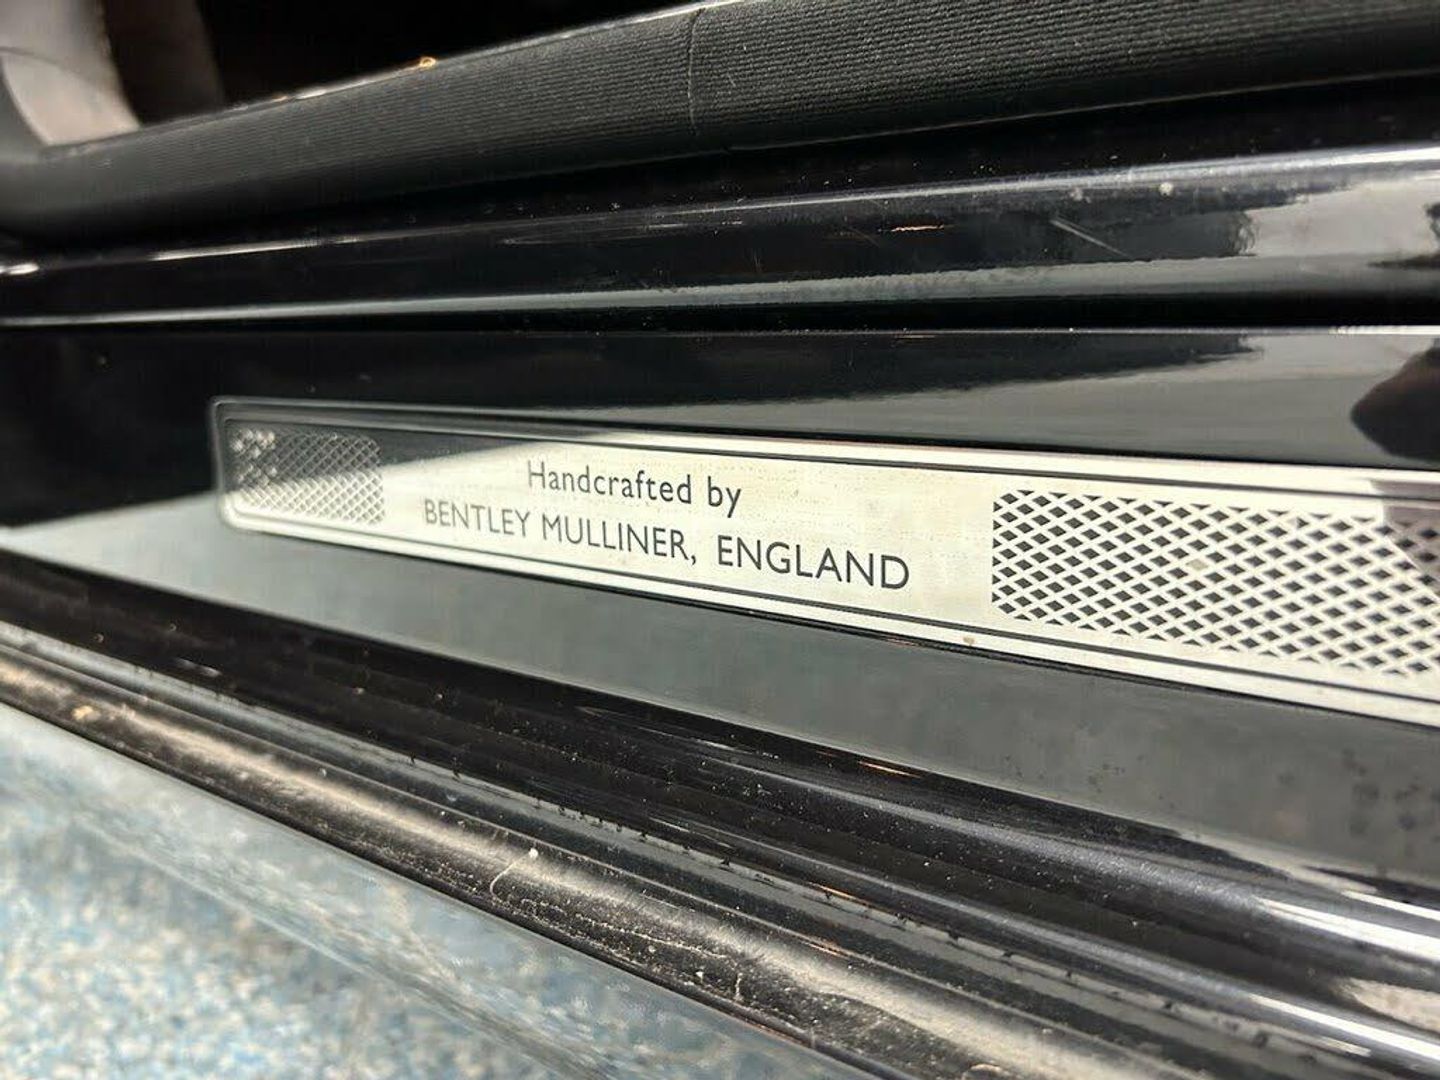 Handcrafted by
BENTLEY MULLINER, ENGLAND